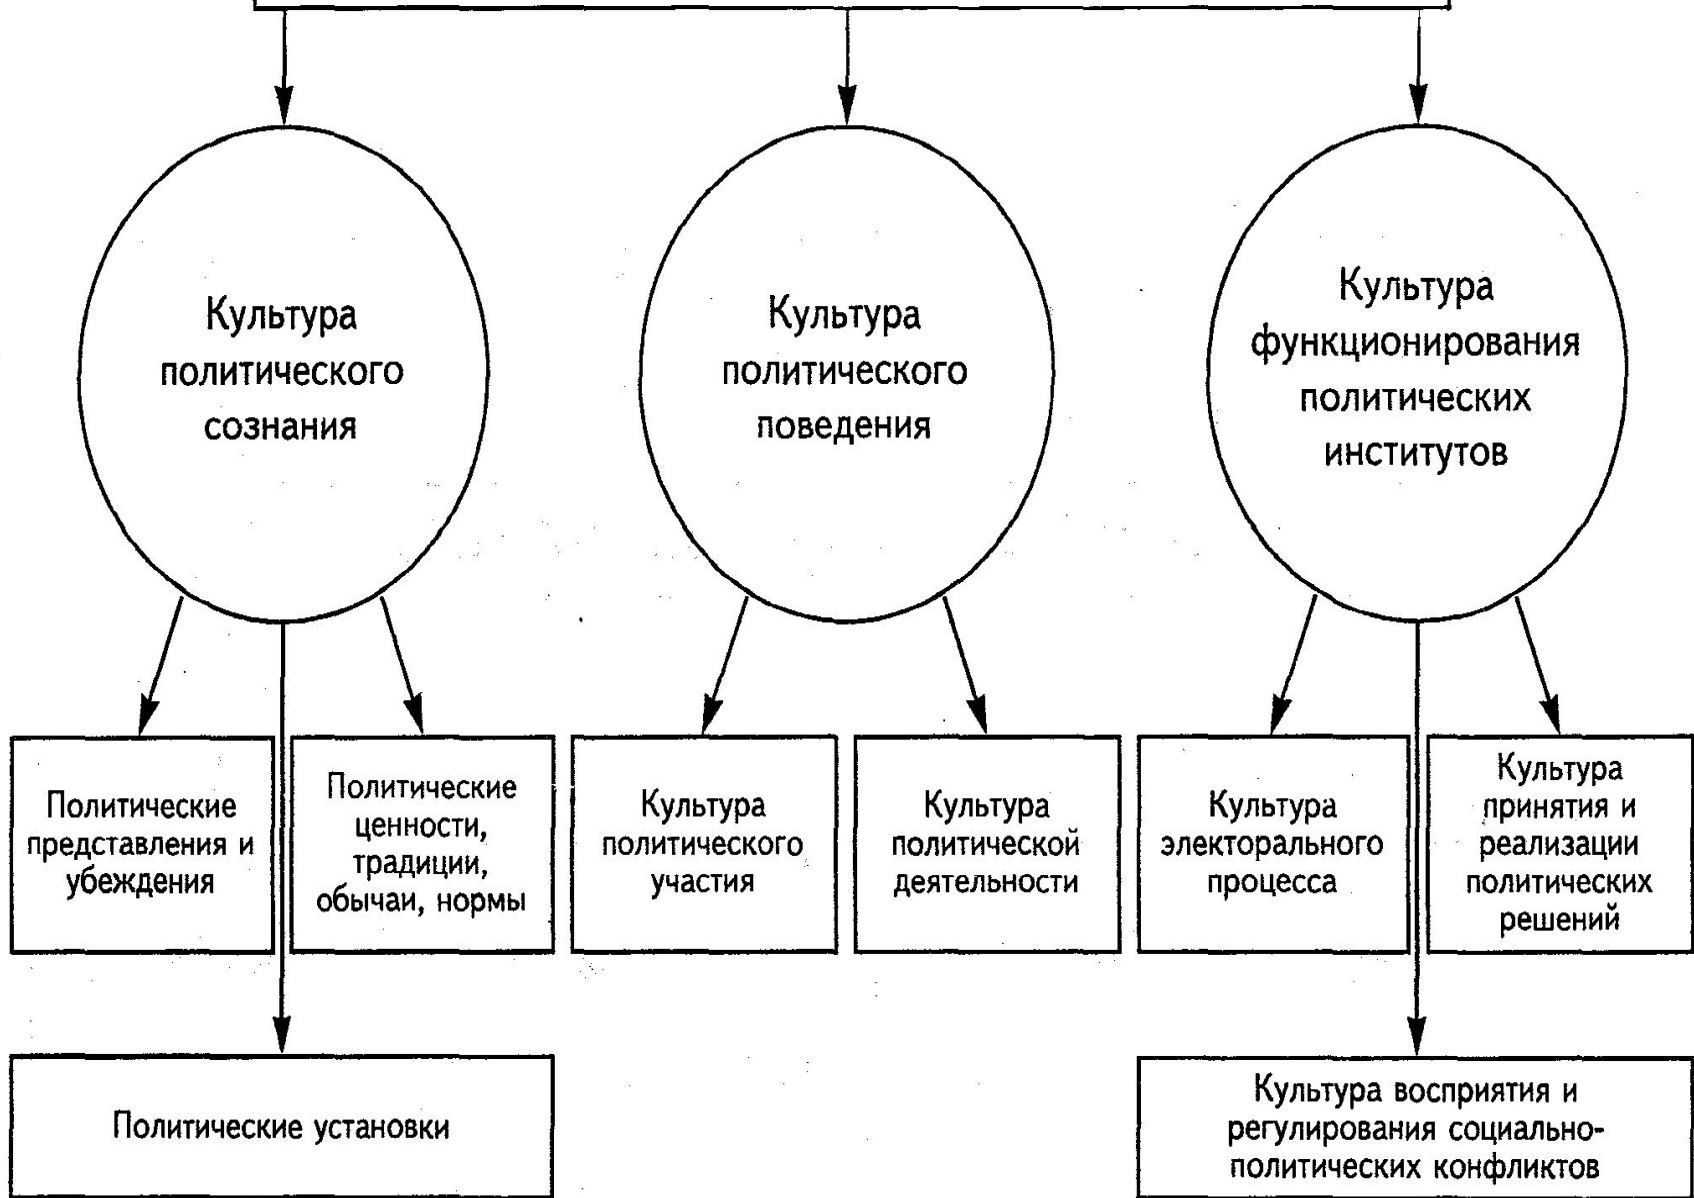 Культура
политического
сознания
Культура
политического
поведения
Культура
функционирования
политических
институтов
Политические
представления и
убеждения
Политические
ценности,
традиции,
обычаи, нормы
Культура
политического
участия
Культура
политической
деятельности
Культура
электорального
процесса
Культура
принятия и
реализации
политических
решений
Политические установки
Культура восприятия и
регулирования социально-
политических конфликтов